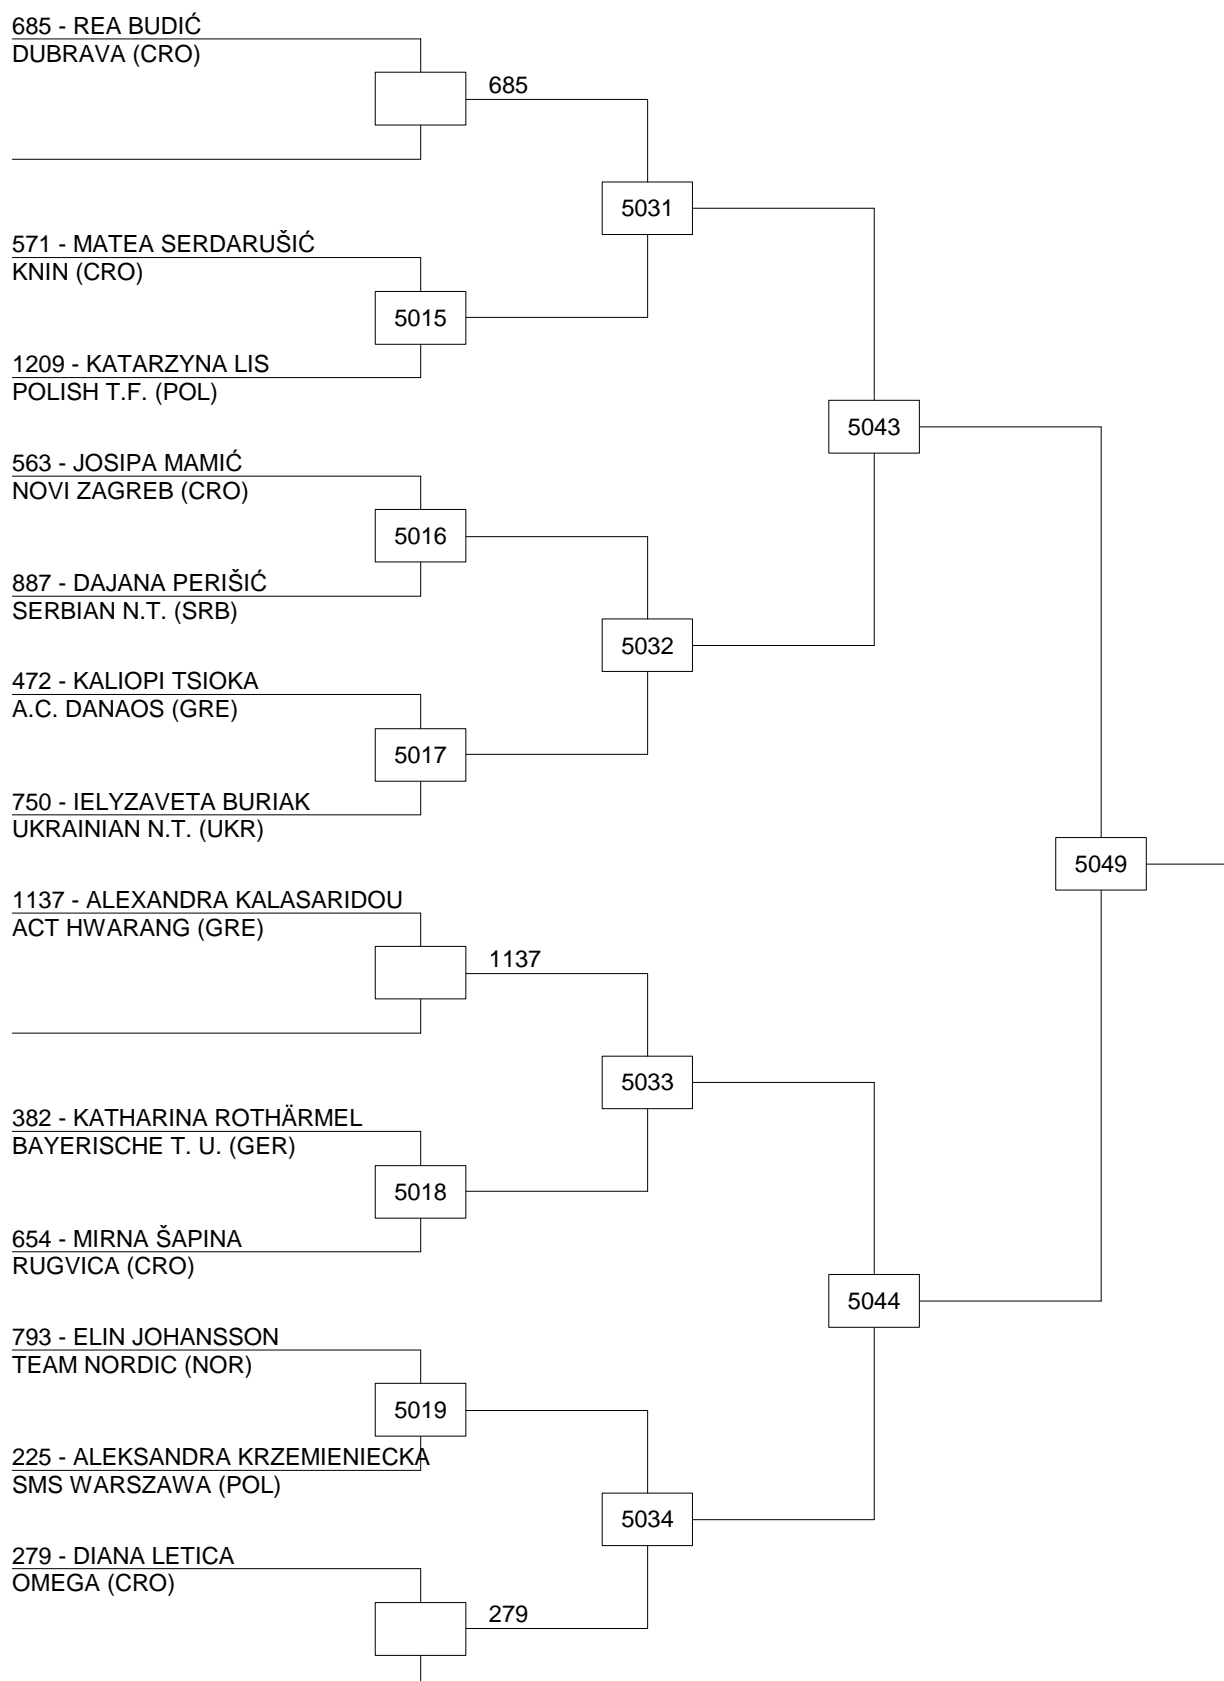 685 - REA BUDIĆ
DUBRAVA (CRO)
685
5031
571 - MATEA SERDARUŠIĆ
KNIN (CRO)
5015
1209 - KATARZYNA LIS
POLISH T.F. (POL)
5043
563 - JOSIPA MAMIĆ
NOVI ZAGREB (CRO)
5016
887 - DAJANA PERIŠIĆ
SERBIAN N.T. (SRB)
5032
472 - KALIOPI TSIOKA
A.C. DANAOS (GRE)
5017
750 - IELYZAVETA BURIAK
UKRAINIAN N.T. (UKR)
5049
1137 - ALEXANDRA KALASARIDOU
ACT HWARANG (GRE)
1137
5033
382 - KATHARINA ROTHÄRMEL
BAYERISCHE T. U. (GER)
5018
654 - MIRNA ŠAPINA
RUGVICA (CRO)
5044
793 - ELIN JOHANSSON
TEAM NORDIC (NOR)
5019
225 - ALEKSANDRA KRZEMIENIECKA
SMS WARSZAWA (POL)
5034
279 - DIANA LETICA
OMEGA (CRO)
279